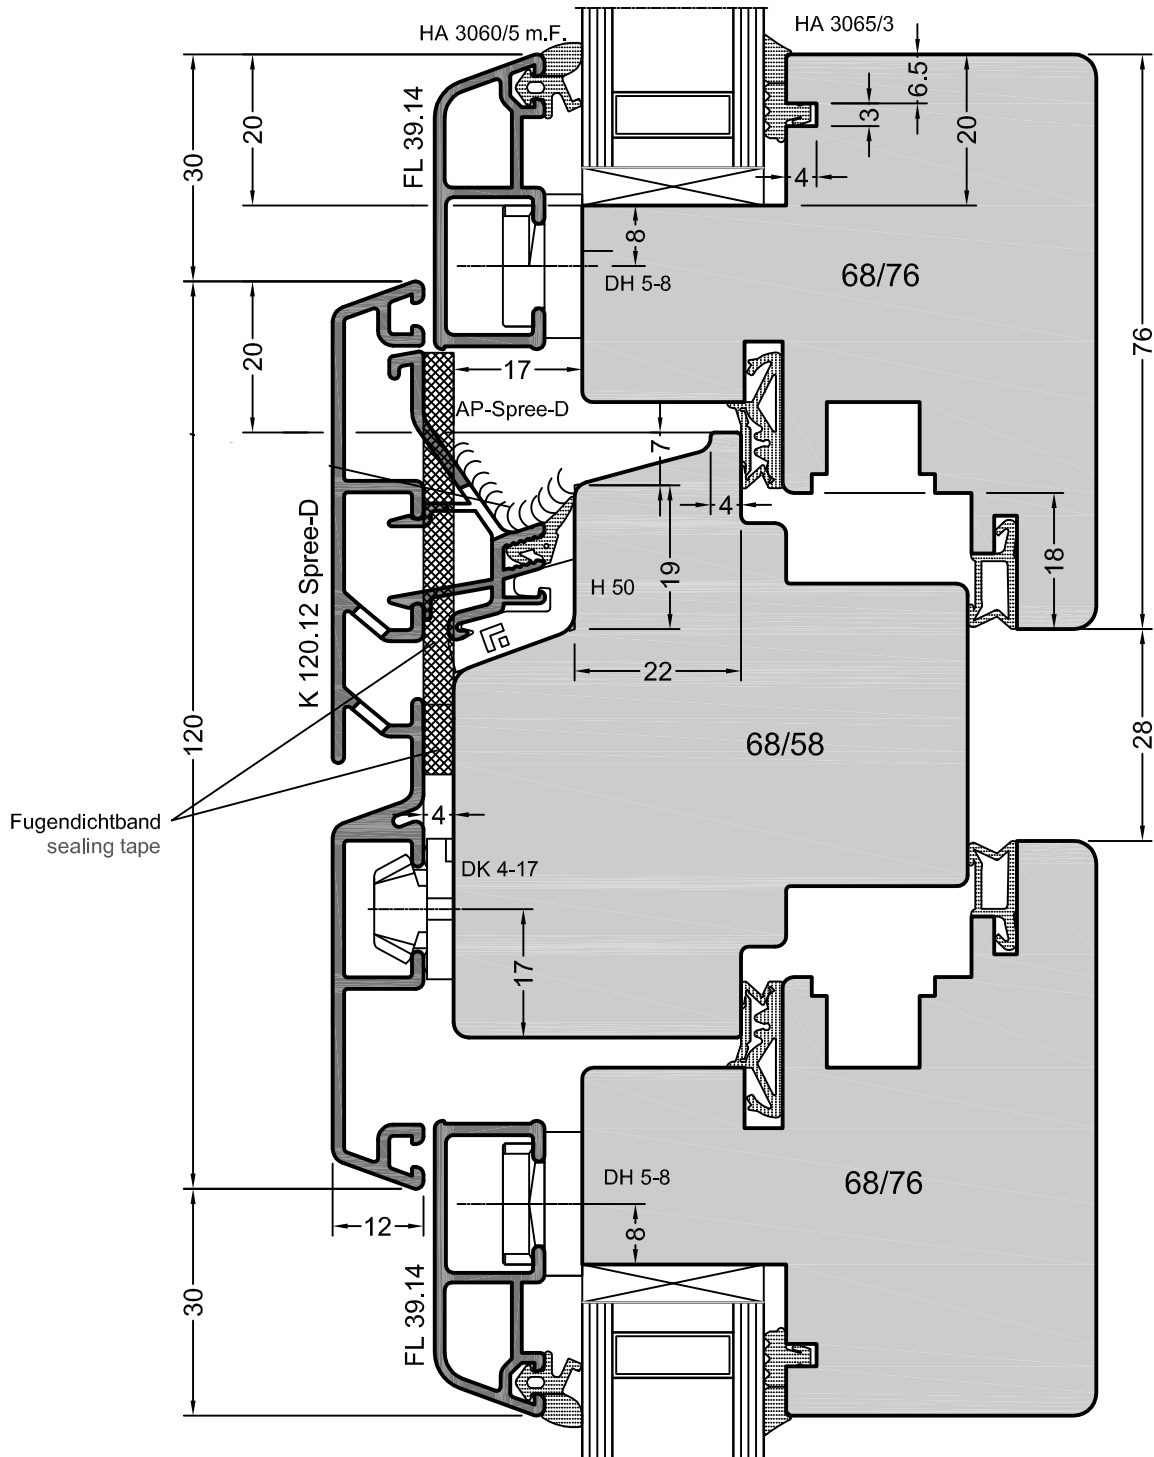 HA 3060/5 m.F.
HA 3065/3
30
20
FL 39.14
6.5
3
20
4
8
DH 5-8
68/76
76
20
17
AP-Spree-D
7
4
K 120.12 Spree-D
19
H 50
18
22
120
68/58
28
Fugendichtband
sealing tape
4
DK 4-17
17
DH 5-8
68/76
12
8
FL 39.14
30